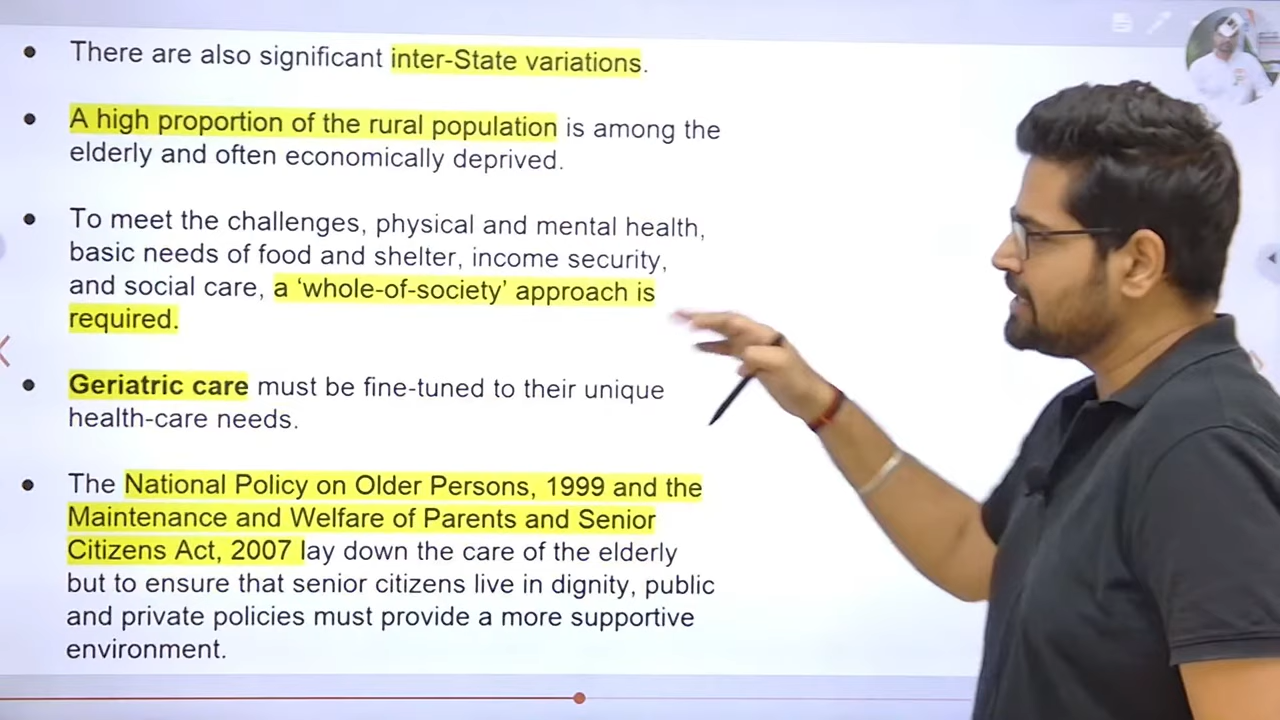 ● There are also significant inter-State variations.
● A high proportion of the rural population is among the
elderly and often economically deprived.
● To meet the challenges, physical and mental health,
basic needs of food and shelter, income security,
and social care, a ‘whole-of-society’ approach is
required.
● Geriatric care must be fine-tuned to their unique
health-care needs.
● The National Policy on Older Persons, 1999 and the
Maintenance and Welfare of Parents and Senior
Citizens Act, 2007 lay down the care of the elderly
but to ensure that senior citizens live in dignity, public
and private policies must provide a more supportive
environment.